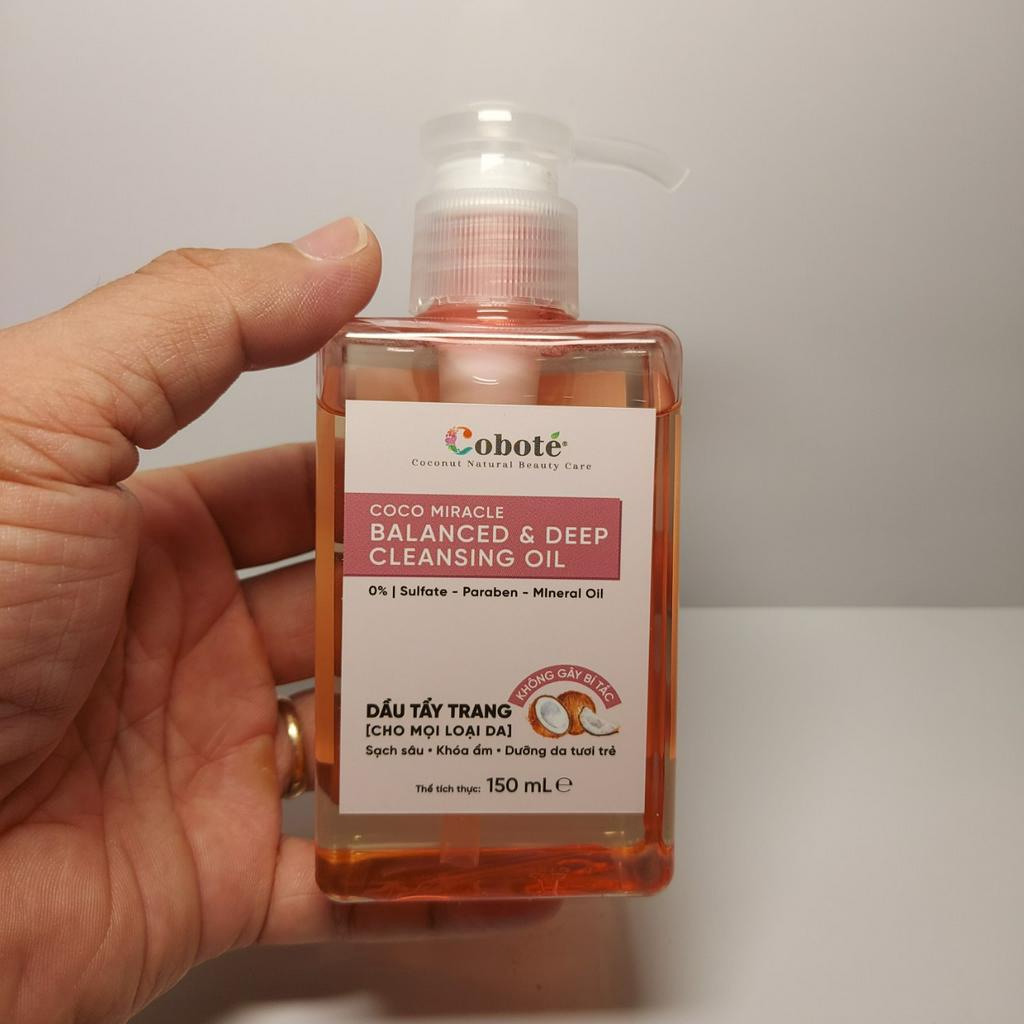 Coboté®
Coconut Natural Beauty Care
COCO MIRACLE
BALANCED & DEEP
CLEANSING OIL
0% | Sulfate - Paraben - MIneral Oil
KHÔNG GÂY BÍ TẮC
DẦU TẨY TRANG
[CHO MỌI LOẠI DA]
Sạch sâu • Khóa ẩm • Dưỡng da tươi trẻ
Thể tích thực: 150 mL ℮